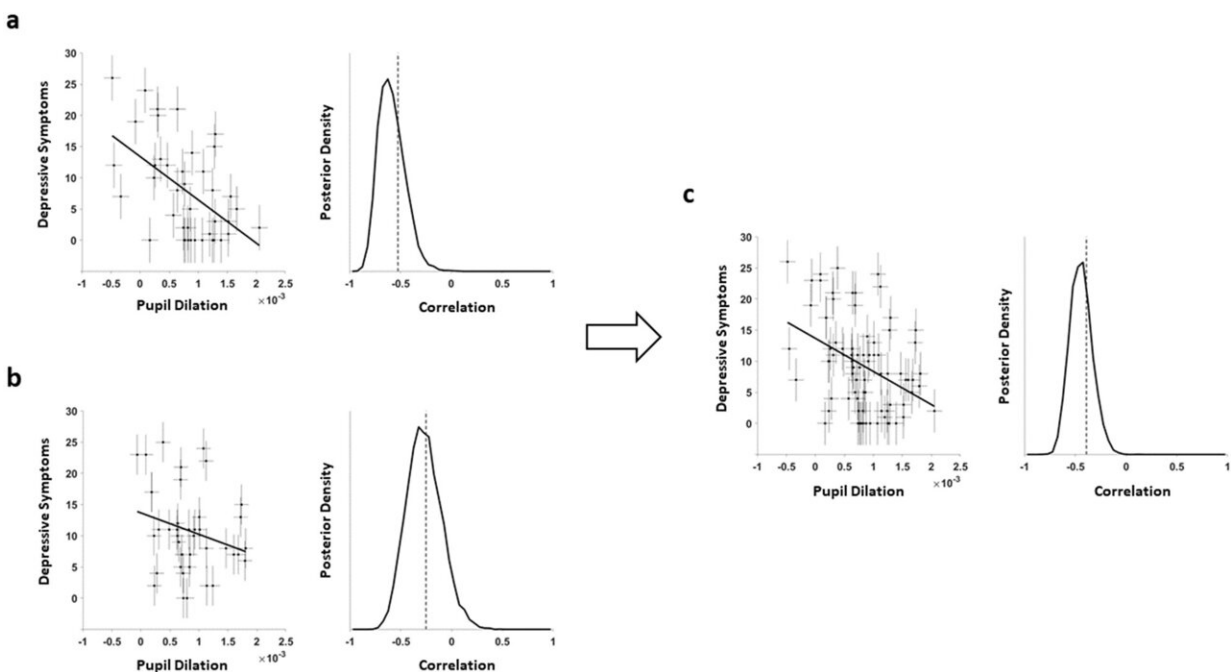 a
Depressive Symptoms
30
25
20
15
10
5
0
-1 -0.5 0 0.5 1 1.5 2 2.5
×10⁻³
Pupil Dilation
Posterior Density
-1 -0.5 0 0.5 1
Correlation
b
Depressive Symptoms
30
25
20
15
10
5
0
-1 -0.5 0 0.5 1 1.5 2 2.5
×10⁻³
Pupil Dilation
Posterior Density
-1 -0.5 0 0.5 1
Correlation
c
Depressive Symptoms
30
25
20
15
10
5
0
-5
-1 -0.5 0 0.5 1 1.5 2 2.5
×10⁻³
Pupil Dilation
Posterior Density
-1 -0.5 0 0.5 1
Correlation